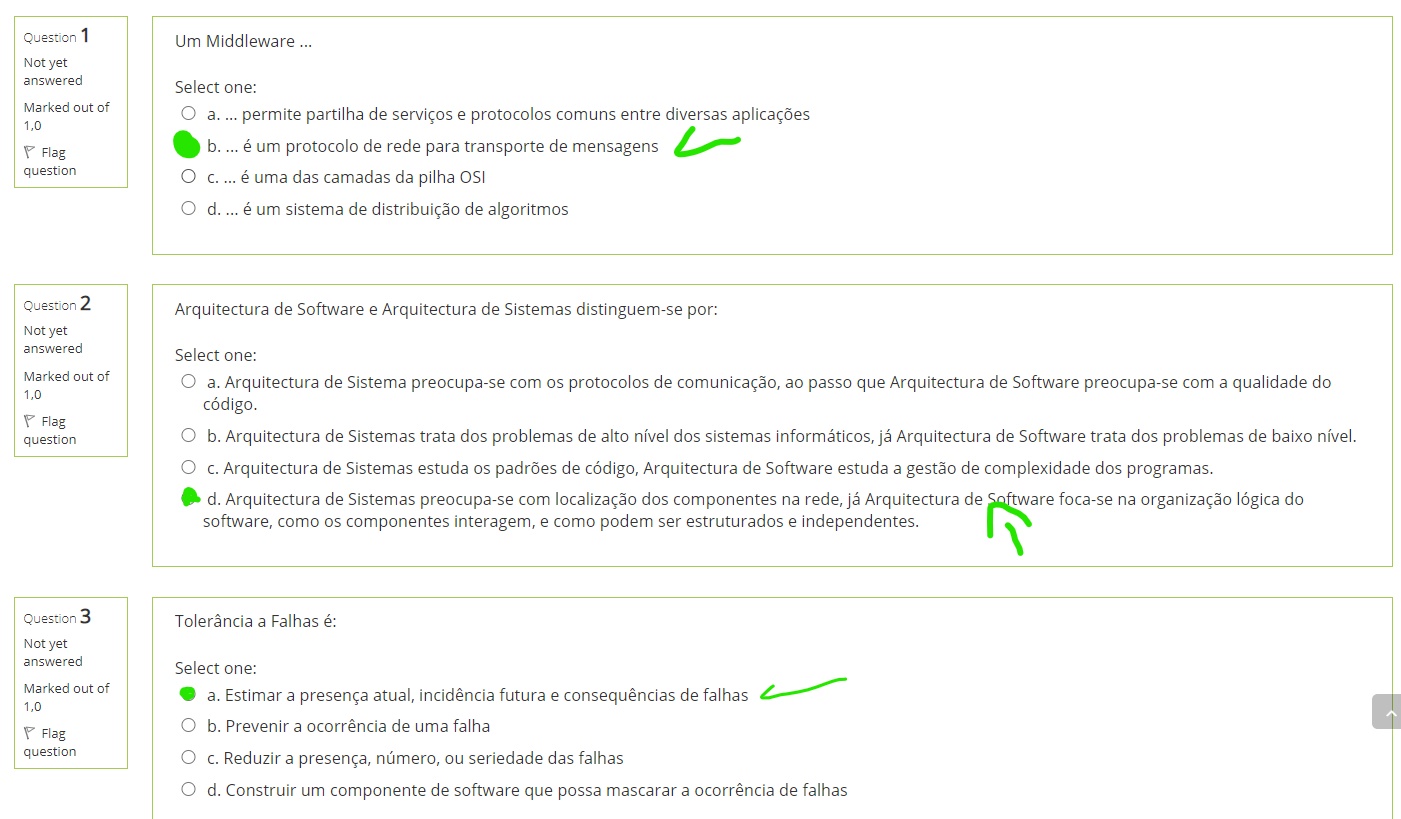 Question 1
Not yet
answered
Marked out of
1,0
Flag
question
Um Middleware ...
Select one:
a. ... permite partilha de serviços e protocolos comuns entre diversas aplicações
b. ... é um protocolo de rede para transporte de mensagens
c. ... é uma das camadas da pilha OSI
d. ... é um sistema de distribuição de algoritmos
Question 2
Not yet
answered
Marked out of
1,0
Flag
question
Arquitectura de Software e Arquitectura de Sistemas distinguem-se por:
Select one:
a. Arquitectura de Sistema preocupa-se com os protocolos de comunicação, ao passo que Arquitectura de Software preocupa-se com a qualidade do
código.
b. Arquitectura de Sistemas trata dos problemas de alto nível dos sistemas informáticos, já Arquitectura de Software trata dos problemas de baixo nível.
c. Arquitectura de Sistemas estuda os padrões de código, Arquitectura de Software estuda a gestão de complexidade dos programas.
d. Arquitectura de Sistemas preocupa-se com localização dos componentes na rede, já Arquitectura de Software foca-se na organização lógica do
software, como os componentes interagem, e como podem ser estruturados e independentes.
Question 3
Not yet
answered
Marked out of
1,0
Flag
question
Tolerância a Falhas é:
Select one:
a. Estimar a presença atual, incidência futura e consequências de falhas
b. Prevenir a ocorrência de uma falha
c. Reduzir a presença, número, ou seriedade das falhas
d. Construir um componente de software que possa mascarar a ocorrência de falhas